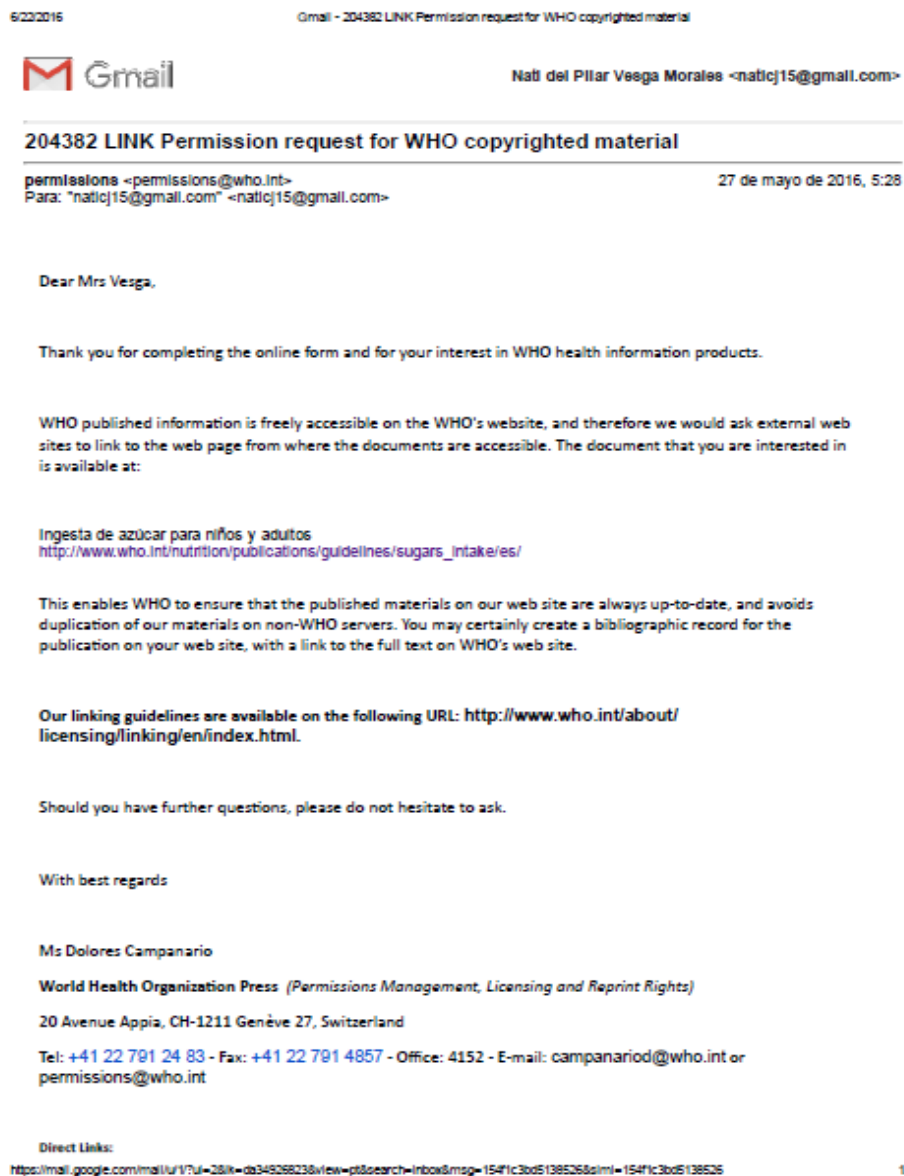 6/22/2016 Gmail - 204382 LINK Permission request for WHO copyrighted material
Gmail Nati del Pilar Vesga Morales <naticj15@gmail.com>
204382 LINK Permission request for WHO copyrighted material
permissions <permissions@who.int> 27 de mayo de 2016, 5:28
Para: "naticj15@gmail.com" <naticj15@gmail.com>
Dear Mrs Vesga,
Thank you for completing the online form and for your interest in WHO health information products.
WHO published information is freely accessible on the WHO's website, and therefore we would ask external web
sites to link to the web page from where the documents are accessible. The document that you are interested in
is available at:
Ingesta de azúcar para niños y adultos
http://www.who.int/nutrition/publications/guidelines/sugars_intake/es/
This enables WHO to ensure that the published materials on our web site are always up-to-date, and avoids
duplication of our materials on non-WHO servers. You may certainly create a bibliographic record for the
publication on your web site, with a link to the full text on WHO's web site.
Our linking guidelines are available on the following URL: http://www.who.int/about/
licensing/linking/en/index.html.
Should you have further questions, please do not hesitate to ask.
With best regards
Ms Dolores Campanario
World Health Organization Press (Permissions Management, Licensing and Reprint Rights)
20 Avenue Appia, CH-1211 Genève 27, Switzerland
Tel: +41 22 791 24 83 - Fax: +41 22 791 4857 - Office: 4152 - E-mail: campanariod@who.int or
permissions@who.int
Direct Links: